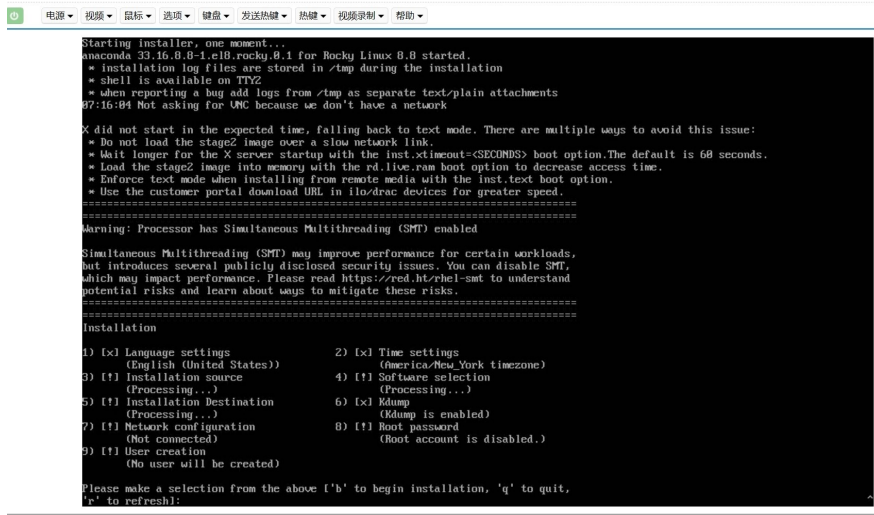 电源 视频 鼠标 选项 键盘 发送热键 热键 视频录制 帮助
Starting installer, one moment...
anaconda 33.16.8.8-1.el8.rocky.0.1 for Rocky Linux 8.8 started.
* installation log files are stored in /tmp during the installation
* shell is available on TTY2
* when reporting a bug add logs from /tmp as separate text/plain attachments
07:16:04 Not asking for VNC because we don't have a network
X did not start in the expected time, falling back to text mode. There are multiple ways to avoid this issue:
* Do not load the stage2 image over a slow network link.
* Wait longer for the X server startup with the inst.xtimeout=<SECONDS> boot option.The default is 60 seconds.
* Load the stage2 image into memory with the rd.live.ram boot option to decrease access time.
* Enforce text mode when installing from remote media with the inst.text boot option.
* Use the customer portal download URL in ilo/drac devices for greater speed.
================================================================================
================================================================================
Warning: Processor has Simultaneous Multithreading (SMT) enabled
Simultaneous Multithreading (SMT) may improve performance for certain workloads,
but introduces several publicly disclosed security issues. You can disable SMT,
which may impact performance. Please read https://red.ht/rhel-smt to understand
potential risks and learn about ways to mitigate these risks.
================================================================================
================================================================================
Installation
1) [x] Language settings 2) [x] Time settings
(English (United States)) (America/New_York timezone)
3) [!] Installation source 4) [!] Software selection
(Processing...) (Processing...)
5) [!] Installation Destination 6) [x] Kdump
(Processing...) (Kdump is enabled)
7) [!] Network configuration 8) [!] Root password
(Not connected) (Root account is disabled.)
9) [!] User creation
(No user will be created)
Please make a selection from the above ['b' to begin installation, 'q' to quit,
'r' to refresh]: